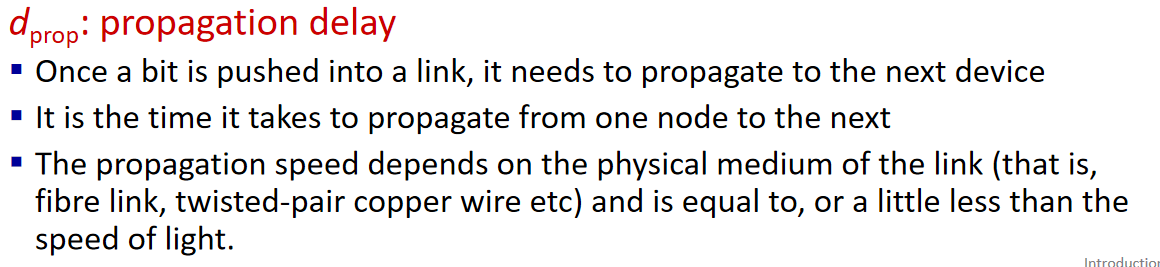 dprop: propagation delay
▪ Once a bit is pushed into a link, it needs to propagate to the next device
▪ It is the time it takes to propagate from one node to the next
▪ The propagation speed depends on the physical medium of the link (that is,
fibre link, twisted-pair copper wire etc) and is equal to, or a little less than the
speed of light.
Introduction